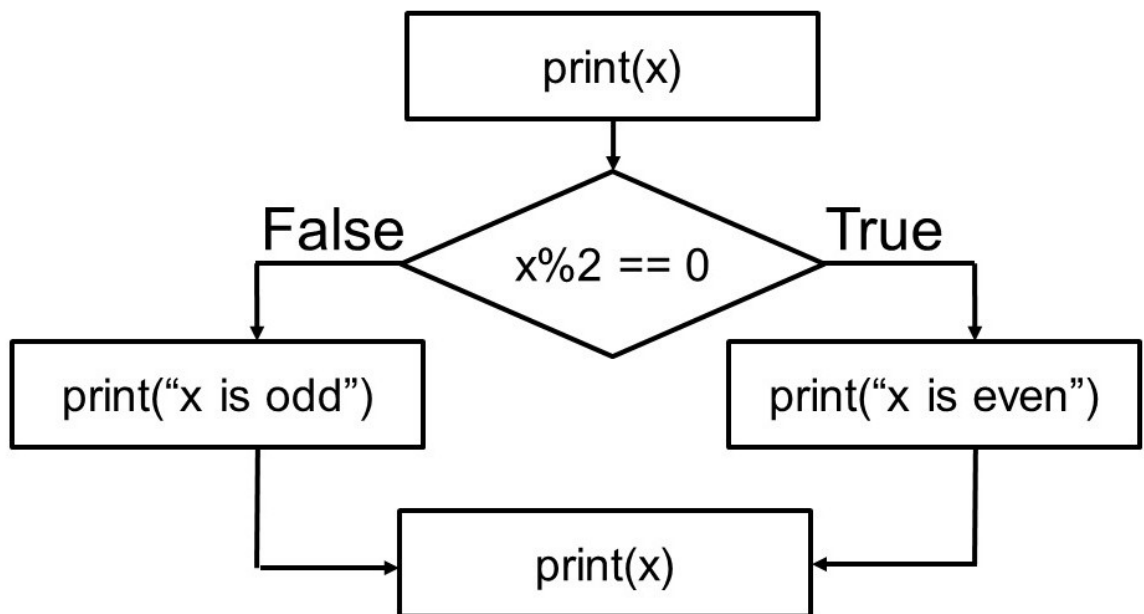 print(x)
False
True
x%2 == 0
print(“x is odd”)
print(“x is even”)
print(x)